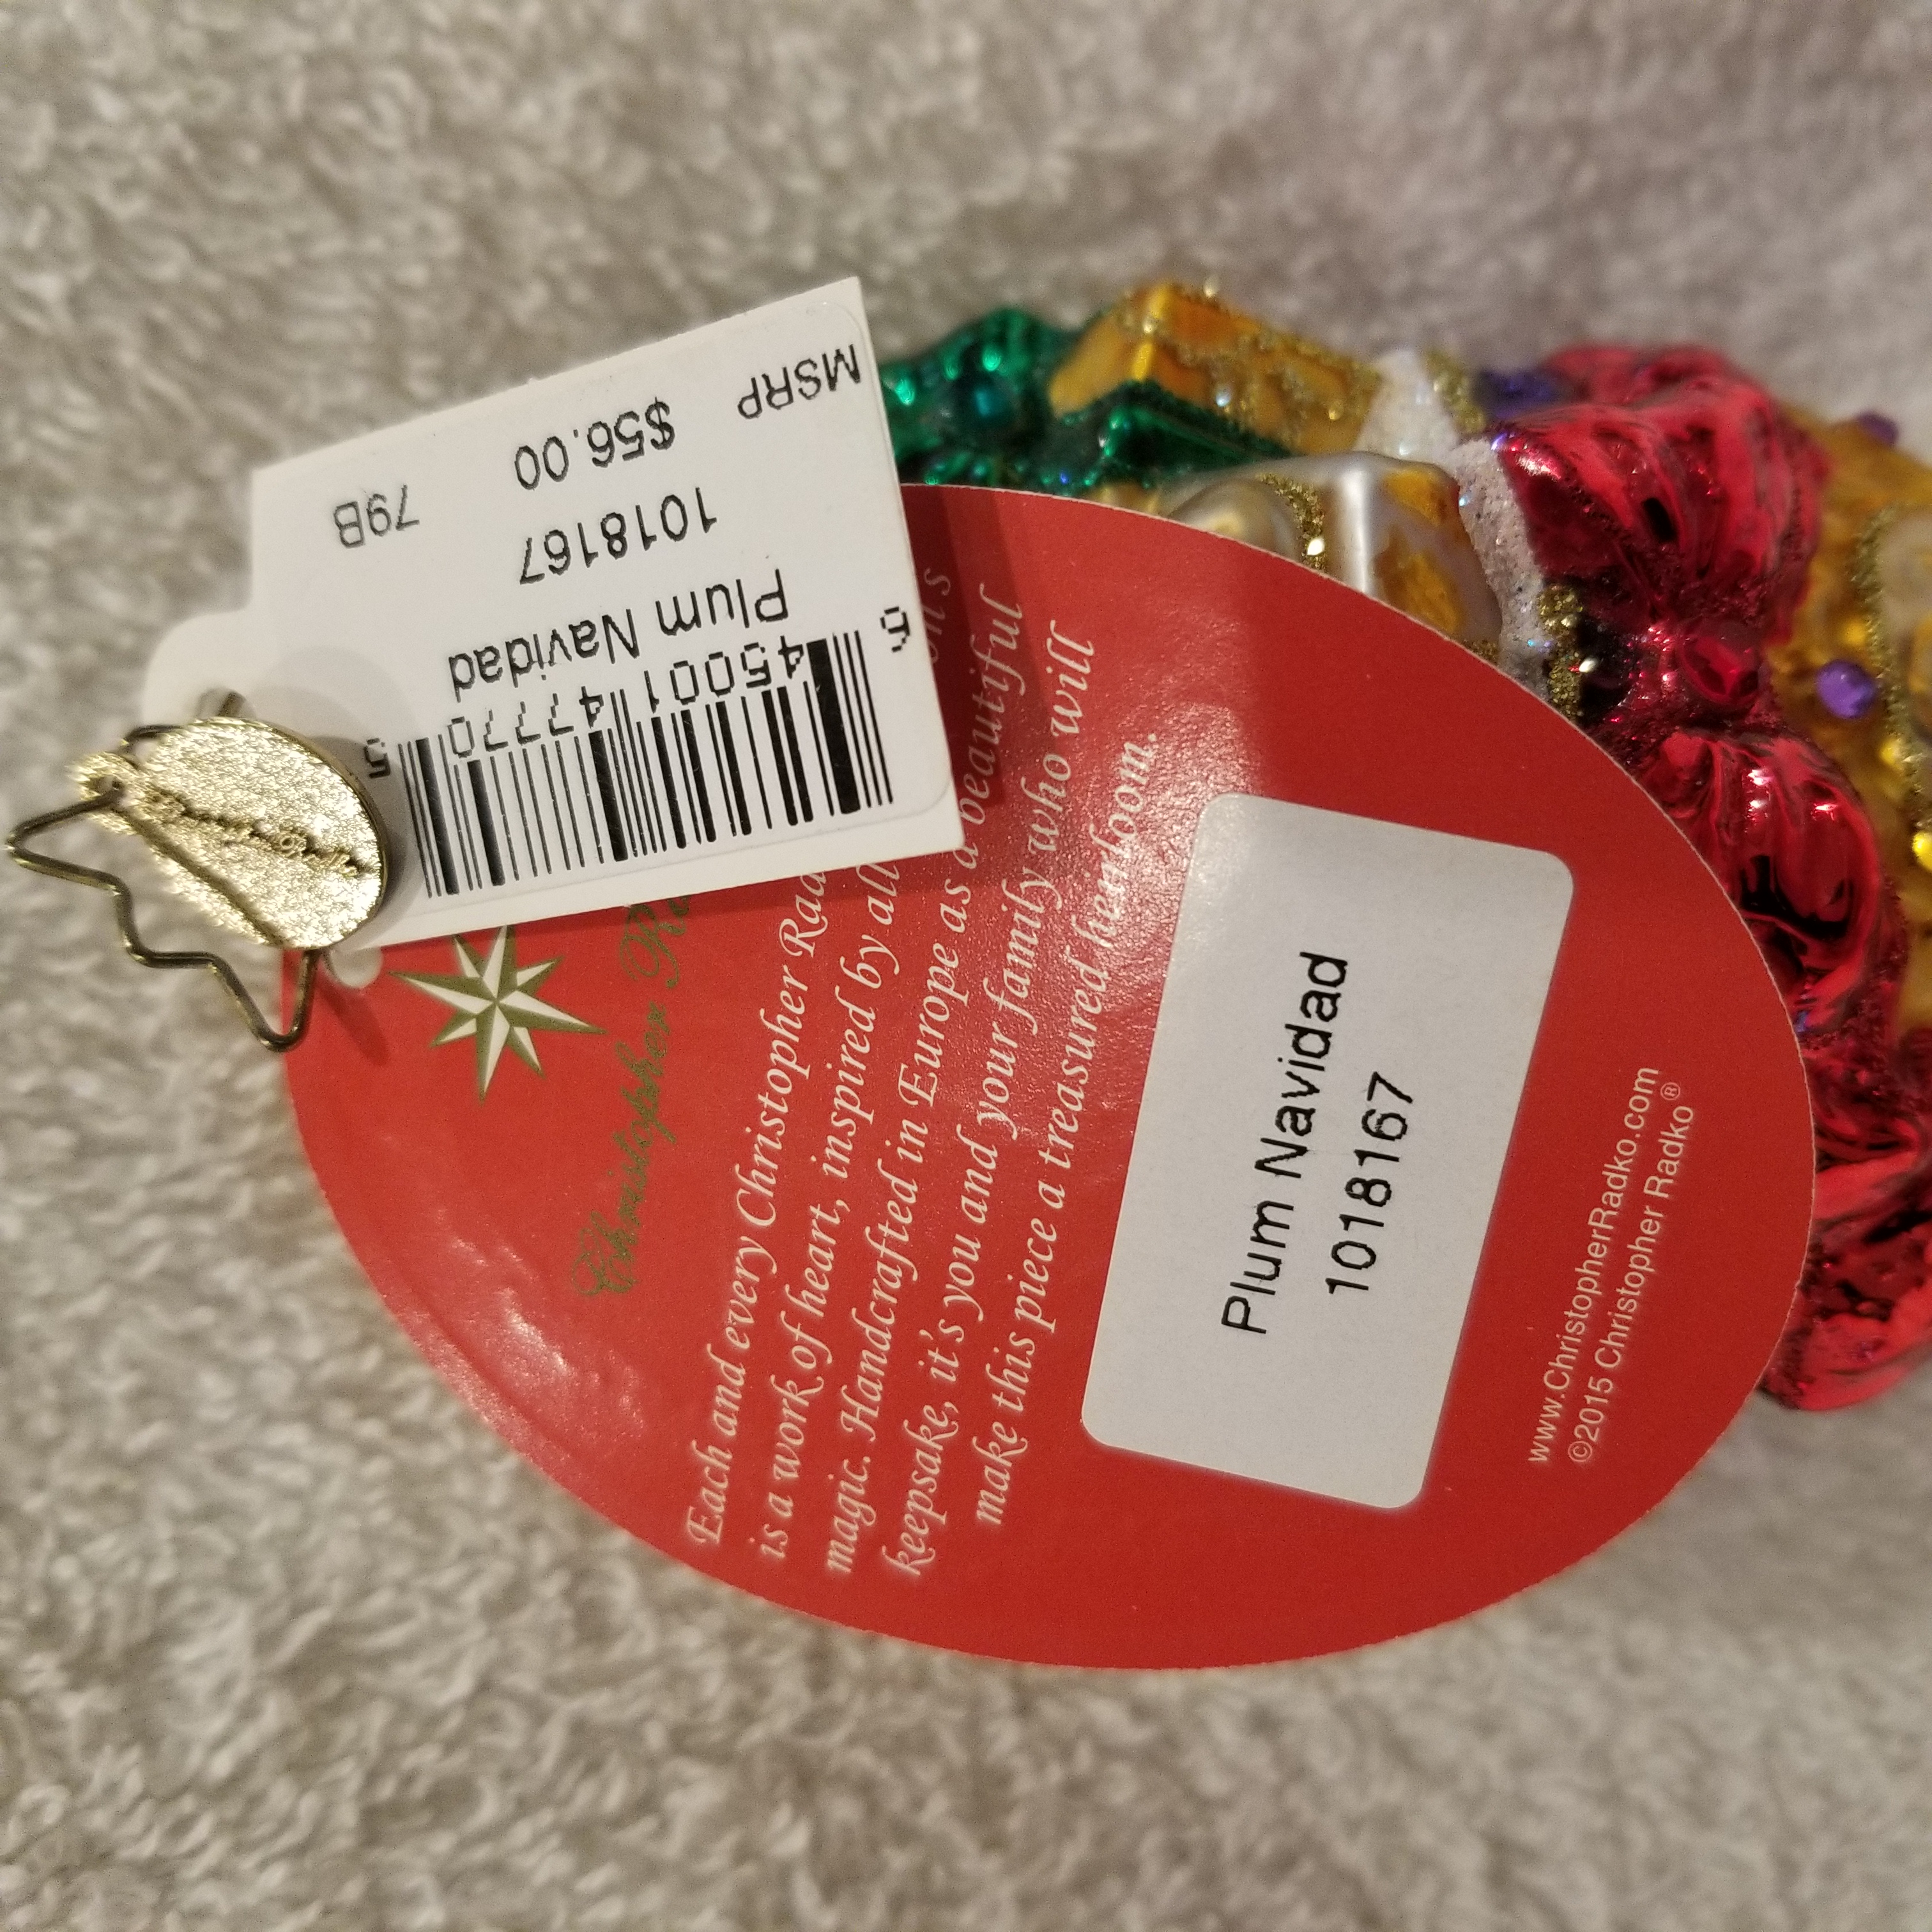 MSRP
$56.00
1018167 79B
Plum Navidad
6 45001 47770 5
Christopher
Each and every Christopher
is a work of heart, inspired by all
magic. Handcrafted in Europe as a beautiful
keepsake, it's you and your family who will
make this piece a treasured heirloom.
Plum Navidad
1018167
www.ChristopherRadko.com
©2015 Christopher Radko®